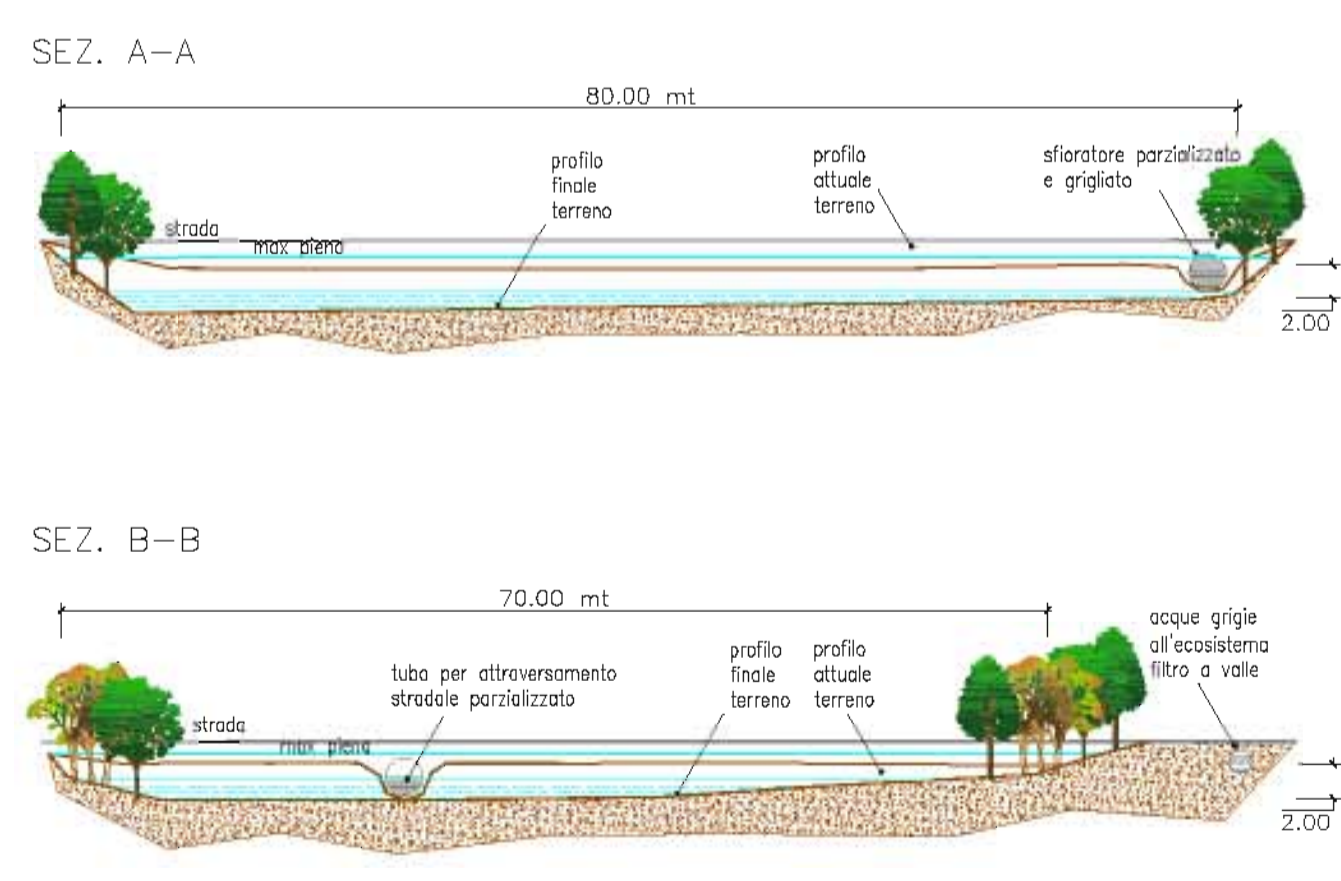 SEZ. A-A
80.00 mt
profilo
finale
terreno
profilo
attuale
terreno
sfioratore parzializzato
e grigliato
strada
max piena
2.00
SEZ. B-B
70.00 mt
tubo per attraversamento
stradale parzializzato
profilo
finale
terreno
profilo
attuale
terreno
acque grigie
all'ecosistema
filtro a valle
strada
max piena
2.00